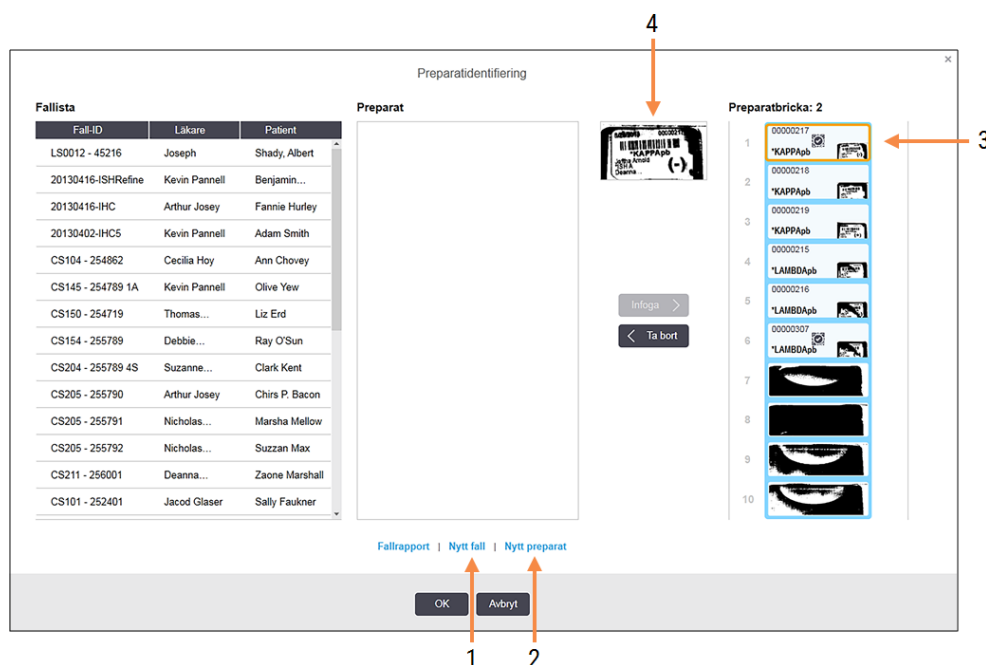 4
Preparatidentifiering
×
Fallista
Fall-ID Läkare Patient
LS0012 - 45216 Joseph Shady, Albert
20130416-ISHRefine Kevin Pannell Benjamin...
20130416-IHC Arthur Josey Fannie Hurley
20130402-IHC5 Kevin Pannell Adam Smith
CS104 - 254862 Cecilia Hoy Ann Chovey
CS145 - 254789 1A Kevin Pannell Olive Yew
CS150 - 254719 Thomas... Liz Erd
CS154 - 255789 Debbie... Ray O'Sun
CS204 - 255789 4S Suzanne... Clark Kent
CS205 - 255790 Arthur Josey Chirs P. Bacon
CS205 - 255791 Nicholas... Marsha Mellow
CS205 - 255792 Nicholas... Suzzan Max
CS211 - 256001 Deanna... Zaone Marshall
CS101 - 252401 Jacod Glaser Sally Faukner
Preparat
*KAPPApb
Arnold
*ISH A
Deanna...
(-)
Infoga >
< Ta bort
Preparatbricka: 2
1 00000217
*KAPPApb
2 00000218
*KAPPApb
3 00000219
*KAPPApb
4 00000215
*LAMBDApb
5 00000216
*LAMBDApb
6 00000307
*LAMBDApb
7
8
9
10
3
Fallrapport | Nytt fall | Nytt preparat
OK Avbryt
1 2